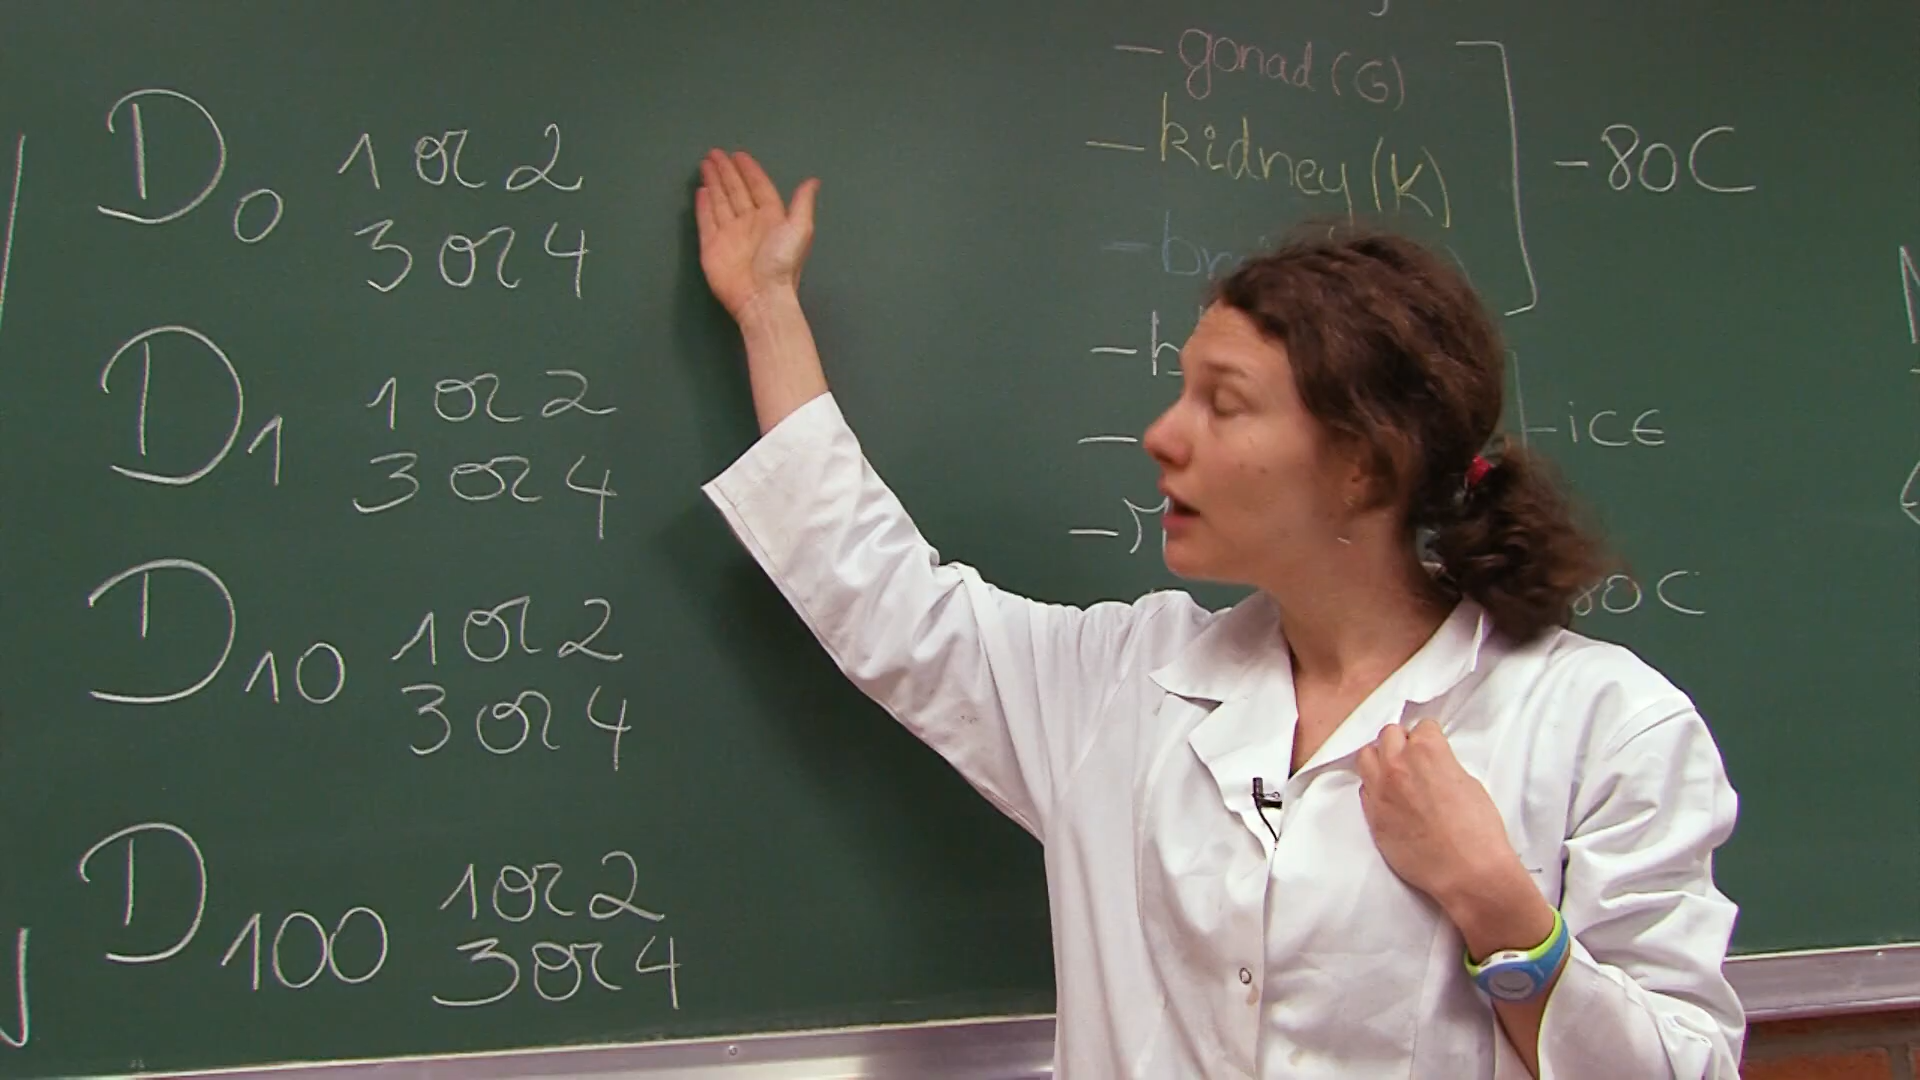 D0 1 or 2
3 or 4
D1 1 or 2
3 or 4
D10 1 or 2
3 or 4
D100 1 or 2
3 or 4
- gonad (G)
- kidney (K)
-80C
- ice